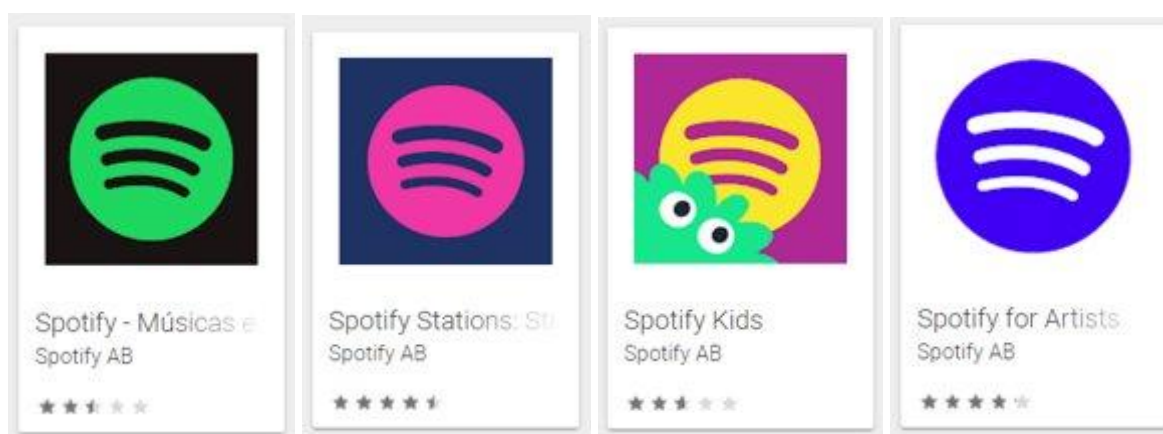 Spotify - Músicas e
Spotify AB
Spotify Stations: St
Spotify AB
Spotify Kids
Spotify AB
Spotify for Artists
Spotify AB